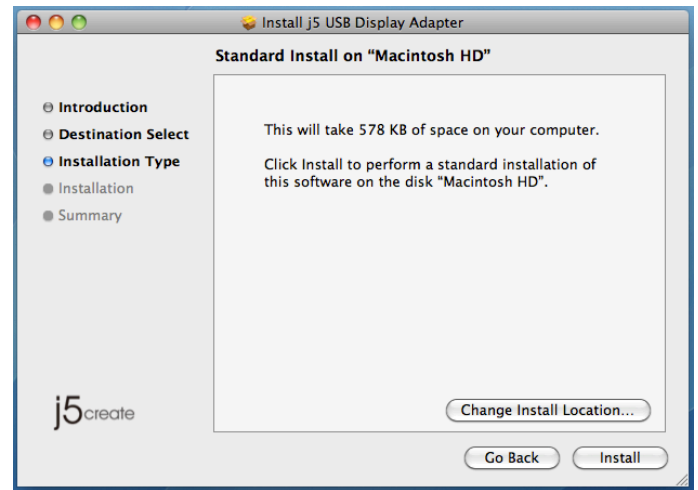 Install j5 USB Display Adapter
Standard Install on “Macintosh HD”
Introduction
Destination Select
Installation Type
Installation
Summary
This will take 578 KB of space on your computer.
Click Install to perform a standard installation of
this software on the disk “Macintosh HD”.
j5create
Change Install Location...
Go Back
Install